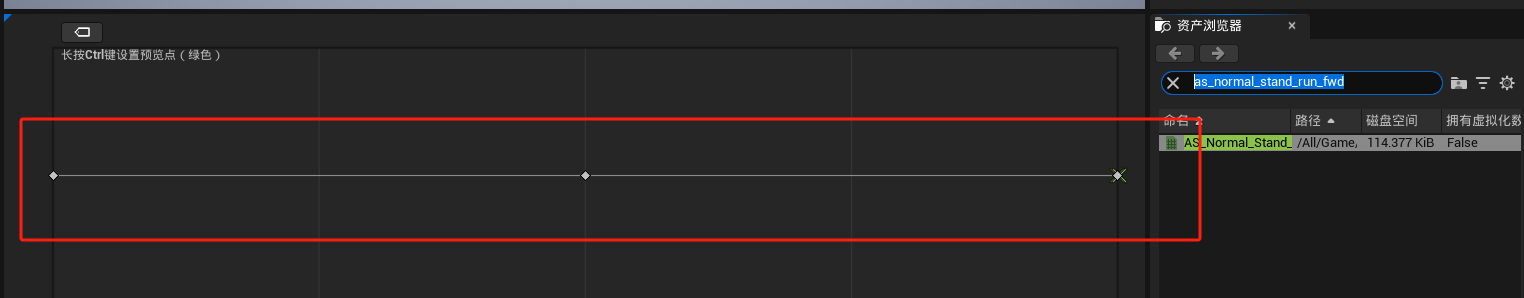 资产浏览器
长按Ctrl键设置预览点（绿色）
as_normal_stand_run_fwd
命名 路径 磁盘空间 拥有虚拟化数
AS_Normal_Stand_ /All/Game, 114.377 KiB False